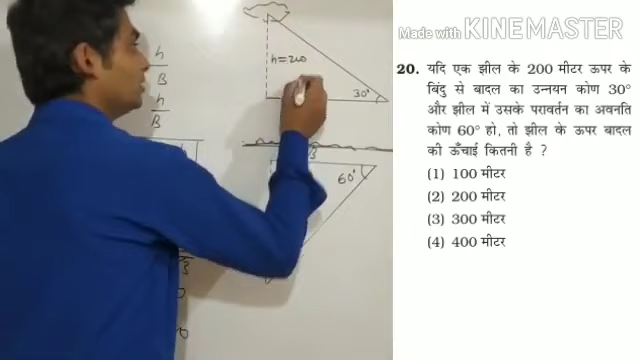 Made with KINEMASTER
20. यदि एक झील के 200 मीटर ऊपर के
बिंदु से बादल का उन्नयन कोण 30°
और झील में उसके परावर्तन का अवनति
कोण 60° हो, तो झील के ऊपर बादल
की ऊँचाई कितनी है ?
(1) 100 मीटर
(2) 200 मीटर
(3) 300 मीटर
(4) 400 मीटर
h
B
h
B
h=200
30°
B
60°